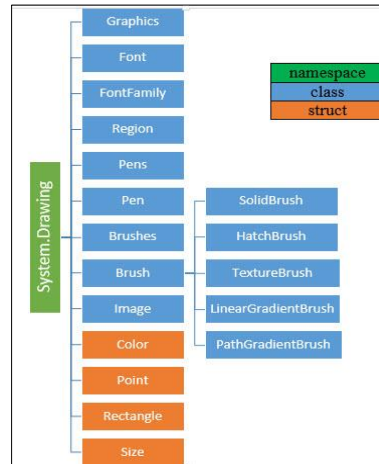 Graphics
Font
namespace
FontFamily
class
struct
Region
Pens
System.Drawing
Pen
SolidBrush
Brushes
HatchBrush
Brush
TextureBrush
Image
LinearGradientBrush
Color
PathGradientBrush
Point
Rectangle
Size